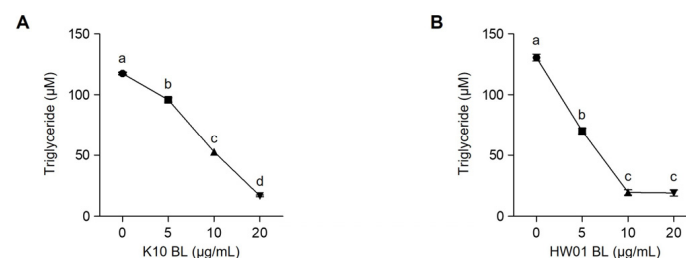 A
150
100
50
0
Triglyceride (µM)
a
b
c
d
0 5 10 20
K10 BL (µg/mL)
B
150
100
50
0
Triglyceride (µM)
a
b
c c
0 5 10 20
HW01 BL (µg/mL)